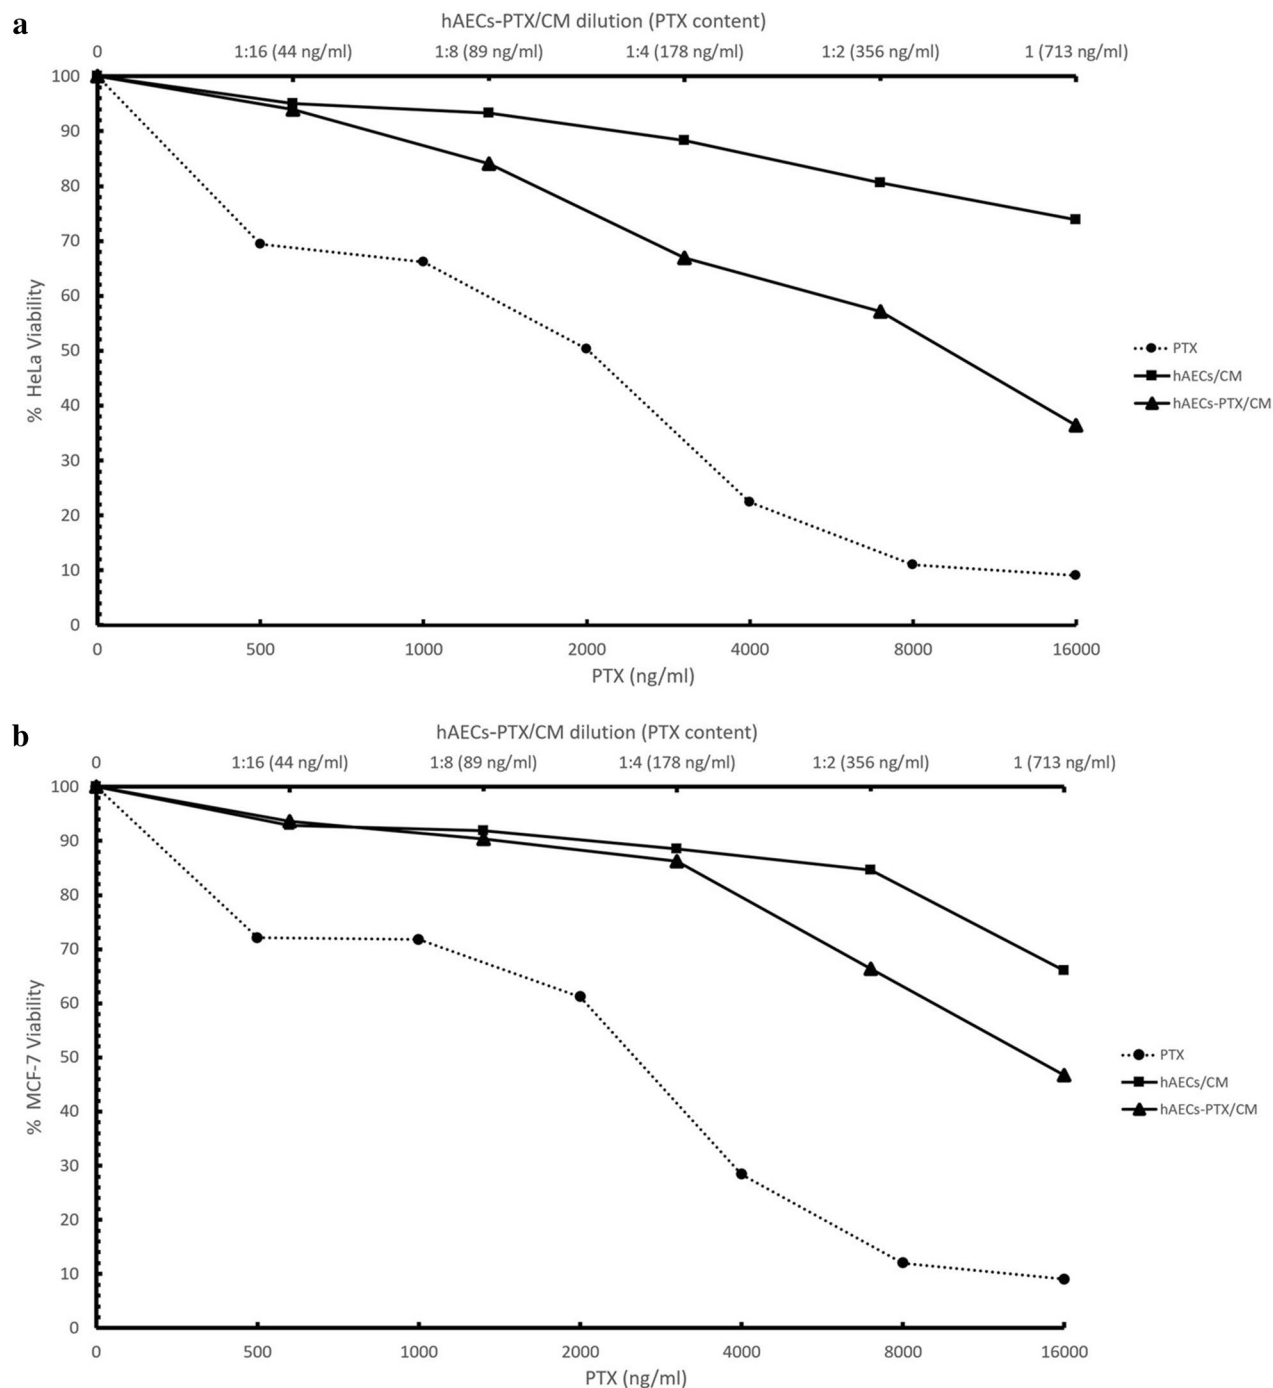 a
hAECs-PTX/CM dilution (PTX content)
0 1:16 (44 ng/ml) 1:8 (89 ng/ml) 1:4 (178 ng/ml) 1:2 (356 ng/ml) 1 (713 ng/ml)
100
90
80
70
60
50
40
30
20
10
0
% HeLa Viability
PTX
hAECs/CM
hAECs-PTX/CM
0 500 1000 2000 4000 8000 16000
PTX (ng/ml)
b
hAECs-PTX/CM dilution (PTX content)
0 1:16 (44 ng/ml) 1:8 (89 ng/ml) 1:4 (178 ng/ml) 1:2 (356 ng/ml) 1 (713 ng/ml)
100
90
80
70
60
50
40
30
20
10
0
% MCF-7 Viability
PTX
hAECs/CM
hAECs-PTX/CM
0 500 1000 2000 4000 8000 16000
PTX (ng/ml)